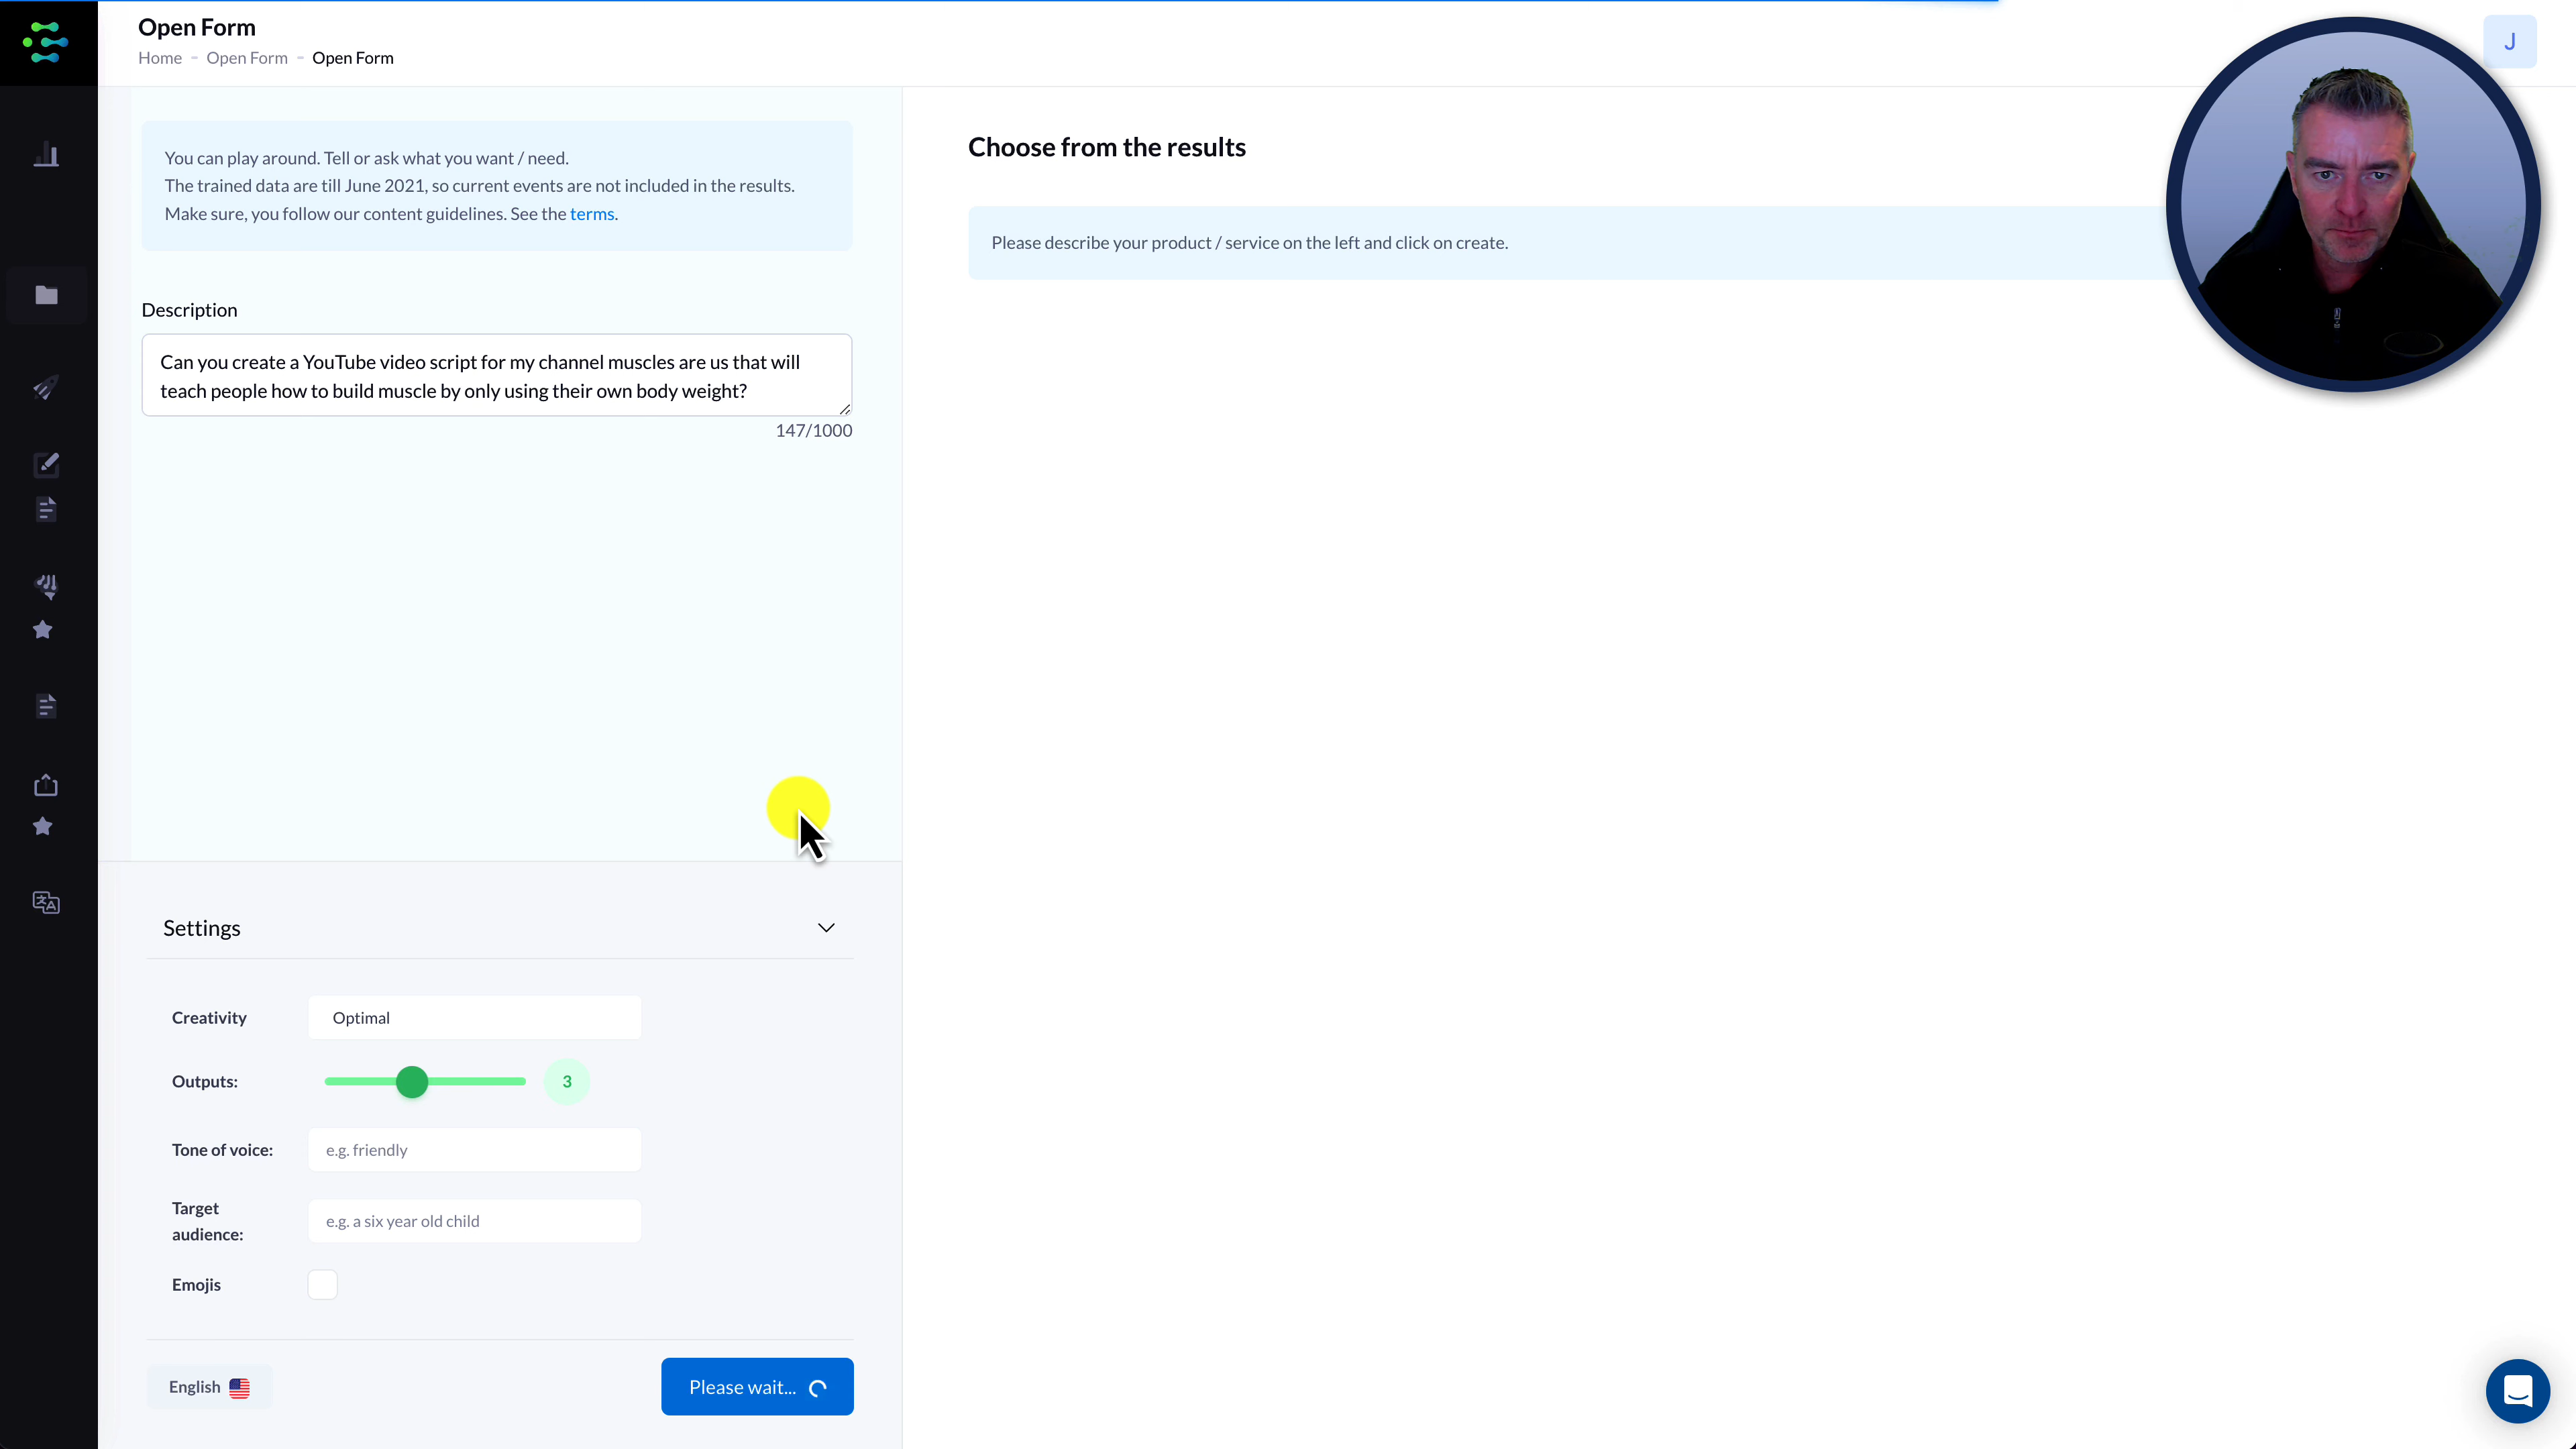 Open Form
Home - Open Form - Open Form
J
You can play around. Tell or ask what you want / need.
The trained data are till June 2021, so current events are not included in the results.
Make sure, you follow our content guidelines. See the terms.
Description
Can you create a YouTube video script for my channel muscles are us that will
teach people how to build muscle by only using their own body weight?
147/1000
Settings
Creativity
Optimal
Outputs:
3
Tone of voice:
e.g. friendly
Target
audience:
e.g. a six year old child
Emojis
English
Please wait...
Choose from the results
Please describe your product / service on the left and click on create.